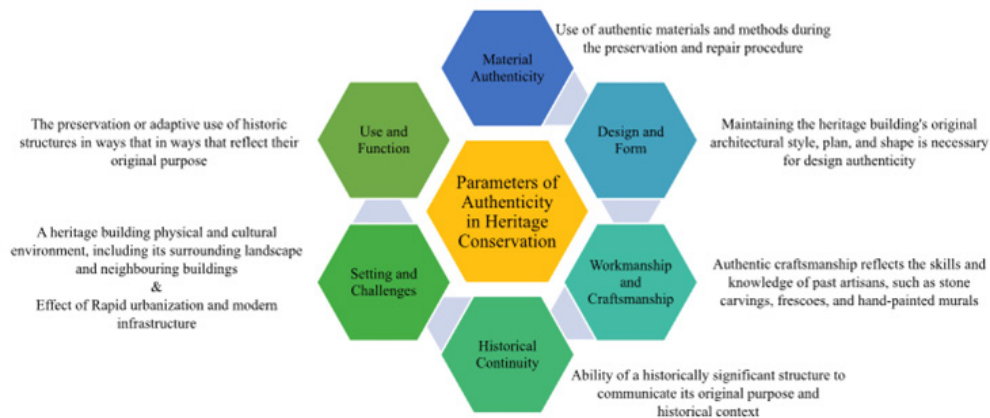 Material
Authenticity
Use of authentic materials and methods during
the preservation and repair procedure
Design and
Form
Maintaining the heritage building's original
architectural style, plan, and shape is necessary
for design authenticity
Workmanship
and
Craftsmanship
Authentic craftsmanship reflects the skills and
knowledge of past artisans, such as stone
carvings, frescoes, and hand-painted murals
Historical
Continuity
Ability of a historically significant structure to
communicate its original purpose and
historical context
Setting and
Challenges
A heritage building physical and cultural
environment, including its surrounding landscape
and neighbouring buildings
&
Effect of Rapid urbanization and modern
infrastructure
Use and
Function
The preservation or adaptive use of historic
structures in ways that in ways that reflect their
original purpose
Parameters of
Authenticity
in Heritage
Conservation